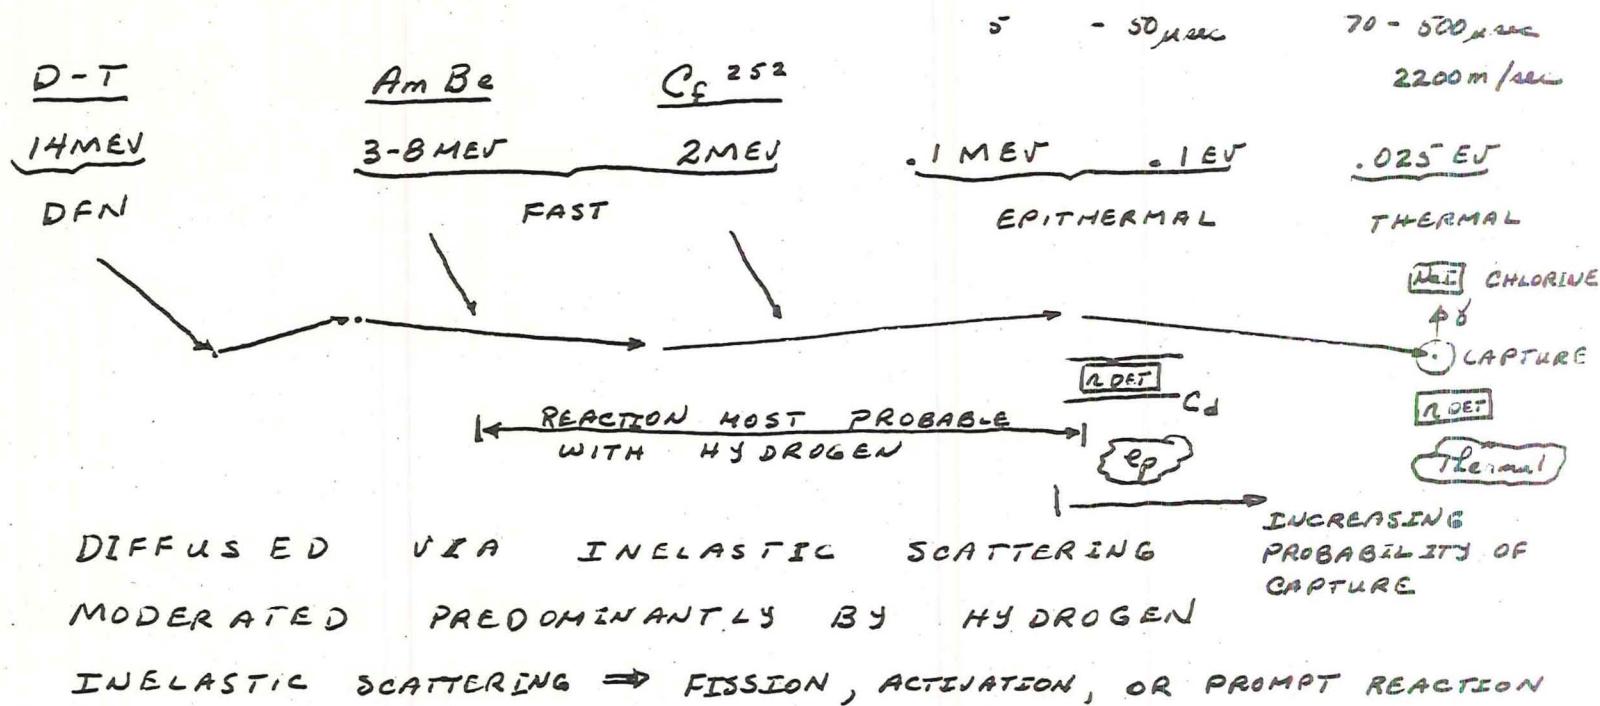 5 - 50 μsec 70 - 500 μsec
2200 m/sec
D-T AmBe Cf 252
14MEV 3-8 MEV 2MEV .1 MEV .1 EV .025 EV
DFN FAST EPITHERMAL THERMAL
NaI CHLORINE
γ
CAPTURE
n DET
Cd
n DET
REACTION MOST PROBABLE
WITH HYDROGEN
ep
Thermal
INCREASING
PROBABILITY OF
CAPTURE
DIFFUSED VIA INELASTIC SCATTERING
MODERATED PREDOMINANTLY BY HYDROGEN
INELASTIC SCATTERING ⇒ FISSION, ACTIVATION, OR PROMPT REACTION